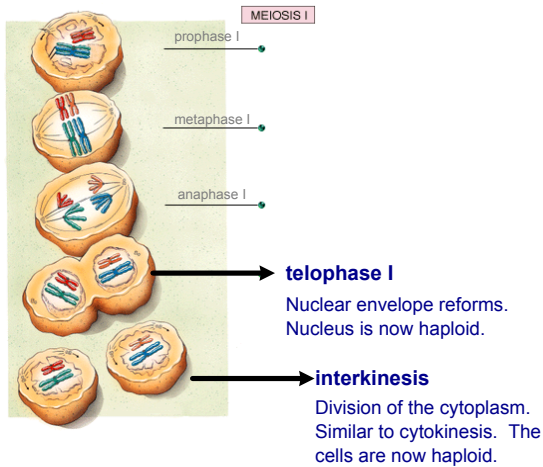 MEIOSIS I
prophase I
metaphase I
anaphase I
telophase I
Nuclear envelope reforms.
Nucleus is now haploid.
interkinesis
Division of the cytoplasm.
Similar to cytokinesis. The
cells are now haploid.